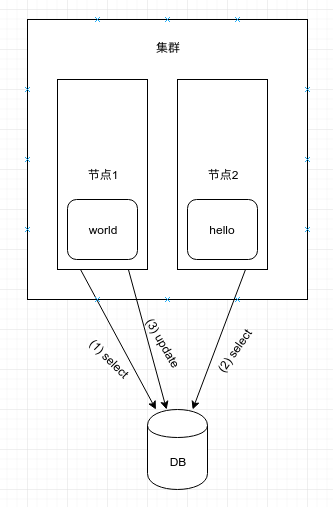 集群
节点1
节点2
world
hello
(1) select
(3) update
(2) select
DB